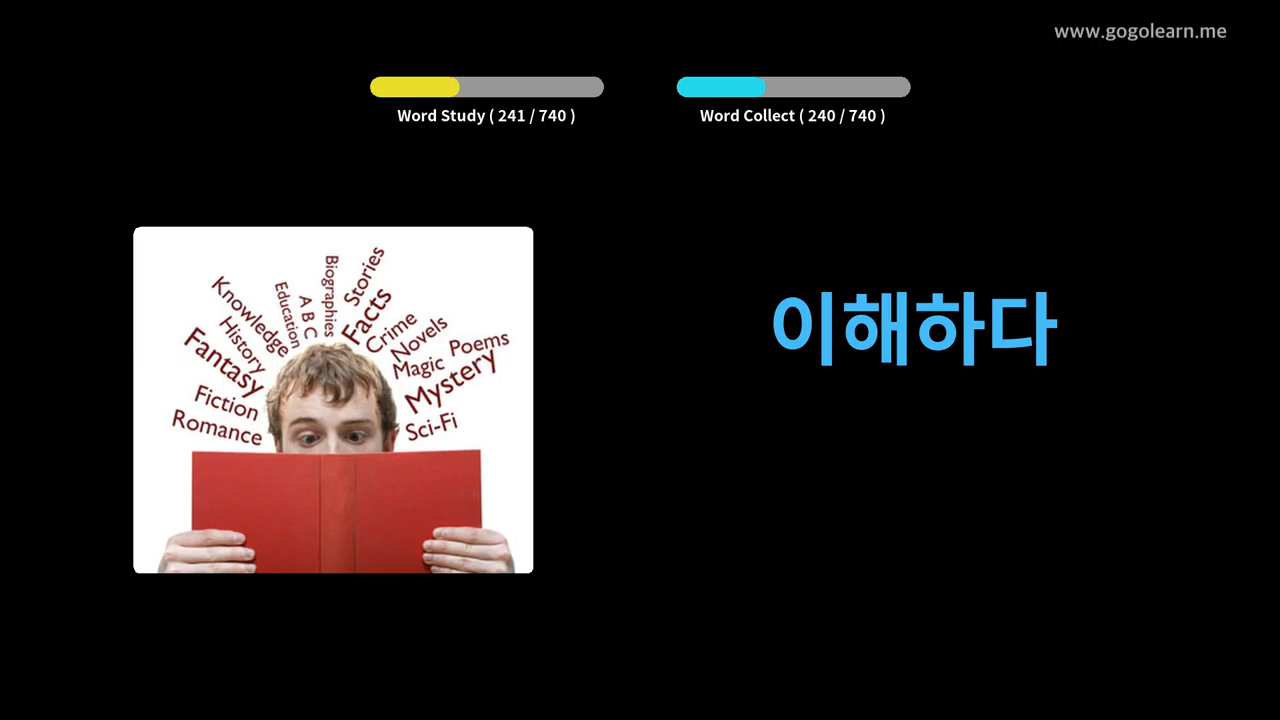 www.gogolearn.me
Word Study ( 241 / 740 )
Word Collect ( 240 / 740 )
Knowledge
History
Fantasy
Fiction
Romance
Education
A B C
Biographies
Stories
Facts
Crime
Novels
Magic
Poems
Mystery
Sci-Fi
이해하다